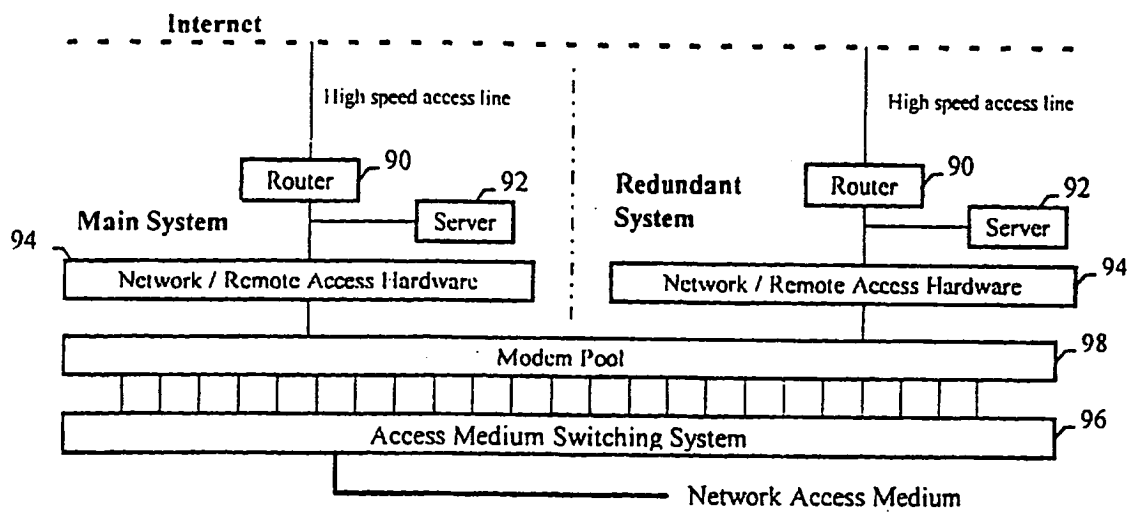 Internet
High speed access line
High speed access line
90
Router
90
Router
92
Server
92
Server
Main System
Redundant
System
94
Network / Remote Access Hardware
94
Network / Remote Access Hardware
98
Modem Pool
96
Access Medium Switching System
Network Access Medium